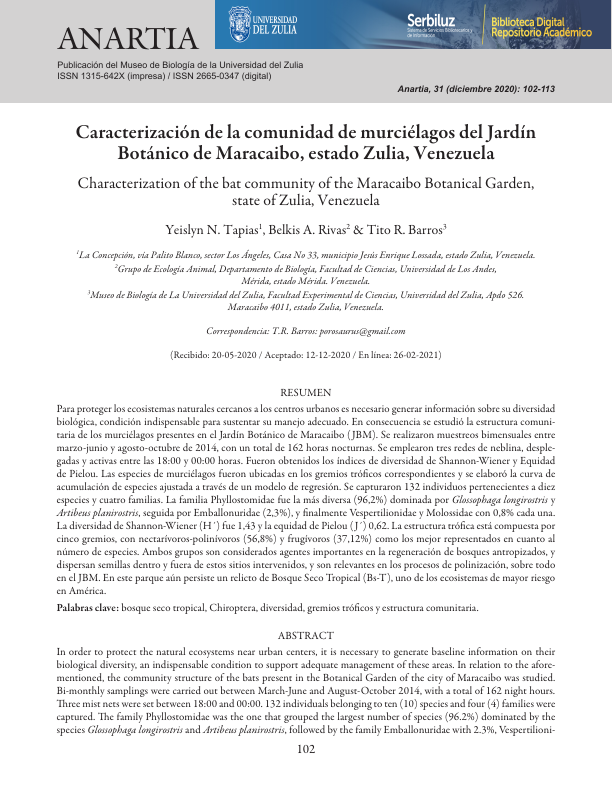 ANARTIA
UNIVERSIDAD
DEL ZULIA
Serbiluz
Sistema de Servicios Bibliotecarios y
de Información
Biblioteca Digital
Repositorio Académico
Publicación del Museo de Biología de la Universidad del Zulia
ISSN 1315-642X (impresa) / ISSN 2665-0347 (digital)
Anartia, 31 (diciembre 2020): 102-113
Caracterización de la comunidad de murciélagos del Jardín
Botánico de Maracaibo, estado Zulia, Venezuela
Characterization of the bat community of the Maracaibo Botanical Garden,
state of Zulia, Venezuela
Yeislyn N. Tapias¹, Belkis A. Rivas² & Tito R. Barros³
¹La Concepción, vía Palito Blanco, sector Los Ángeles, Casa No 33, municipio Jesús Enrique Lossada, estado Zulia, Venezuela.
²Grupo de Ecología Animal, Departamento de Biología, Facultad de Ciencias, Universidad de Los Andes,
Mérida, estado Mérida. Venezuela.
³Museo de Biología de La Universidad del Zulia, Facultad Experimental de Ciencias, Universidad del Zulia, Apdo 526.
Maracaibo 4011, estado Zulia, Venezuela.
Correspondencia: T.R. Barros: porosaurus@gmail.com
(Recibido: 20-05-2020 / Aceptado: 12-12-2020 / En línea: 26-02-2021)
RESUMEN
Para proteger los ecosistemas naturales cercanos a los centros urbanos es necesario generar información sobre su diversidad
biológica, condición indispensable para sustentar su manejo adecuado. En consecuencia se estudió la estructura comuni-
taria de los murciélagos presentes en el Jardín Botánico de Maracaibo (JBM). Se realizaron muestreos bimensuales entre
marzo-junio y agosto-octubre de 2014, con un total de 162 horas nocturnas. Se emplearon tres redes de neblina, desple-
gadas y activas entre las 18:00 y 00:00 horas. Fueron obtenidos los índices de diversidad de Shannon-Wiener y Equidad
de Pielou. Las especies de murciélagos fueron ubicadas en los gremios tróficos correspondientes y se elaboró la curva de
acumulación de especies ajustada a través de un modelo de regresión. Se capturaron 132 individuos pertenecientes a diez
especies y cuatro familias. La familia Phyllostomidae fue la más diversa (96,2%) dominada por Glossophaga longirostris y
Artibeus planirostris, seguida por Emballonuridae (2,3%), y finalmente Vespertilionidae y Molossidae con 0,8% cada una.
La diversidad de Shannon-Wiener (H´) fue 1,43 y la equidad de Pielou (J´) 0,62. La estructura trófica está compuesta por
cinco gremios, con nectarívoros-polinívoros (56,8%) y frugívoros (37,12%) como los mejor representados en cuanto al
número de especies. Ambos grupos son considerados agentes importantes en la regeneración de bosques antropizados, y
dispersan semillas dentro y fuera de estos sitios intervenidos, y son relevantes en los procesos de polinización, sobre todo
en el JBM. En este parque aún persiste un relicto de Bosque Seco Tropical (Bs-T), uno de los ecosistemas de mayor riesgo
en América.
Palabras clave: bosque seco tropical, Chiroptera, diversidad, gremios tróficos y estructura comunitaria.
ABSTRACT
In order to protect the natural ecosystems near urban centers, it is necessary to generate baseline information on their
biological diversity, an indispensable condition to support adequate management of these areas. In relation to the afore-
mentioned, the community structure of the bats present in the Botanical Garden of the city of Maracaibo was studied.
Bi-monthly samplings were carried out between March-June and August-October 2014, with a total of 162 night hours.
Three mist nets were set between 18:00 and 00:00. 132 individuals belonging to ten (10) species and four (4) families were
captured. The family Phyllostomidae was the one that grouped the largest number of species (96.2%) dominated by the
species Glossophaga longirostris and Artibeus planirostris, followed by the family Emballonuridae with 2.3%, Vespertilioni-
102